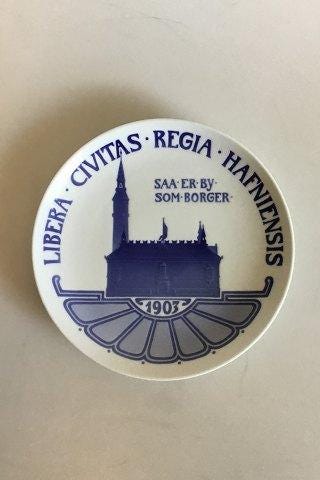 LIBERA · CIVITAS · REGIA · HAFNIENSIS
SAA · ER · BY ·
SOM · BORGER ·
1903